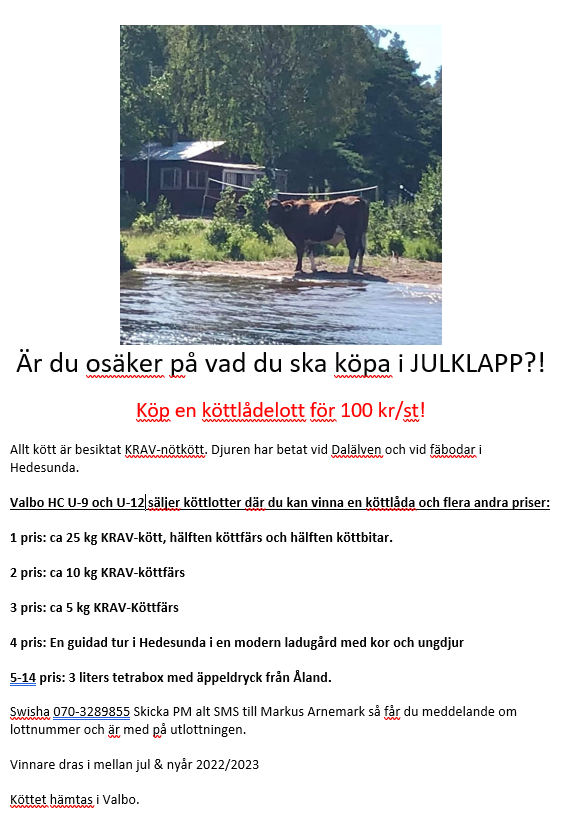 Är du osäker på vad du ska köpa i JULKLAPP?!
Köp en köttlådelott för 100 kr/st!
Allt kött är besiktat KRAV-nötkött. Djuren har betat vid Dalälven och vid fäbodar i
Hedesunda.
Valbo HC U-9 och U-12 säljer köttlotter där du kan vinna en köttlåda och flera andra priser:
1 pris: ca 25 kg KRAV-kött, hälften köttfärs och hälften köttbitar.
2 pris: ca 10 kg KRAV-köttfärs
3 pris: ca 5 kg KRAV-Köttfärs
4 pris: En guidad tur i Hedesunda i en modern ladugård med kor och ungdjur
5-14 pris: 3 liters tetrabox med äppeldryck från Åland.
Swisha 070-3289855 Skicka PM alt SMS till Markus Arnemark så får du meddelande om
lottnummer och är med på utlottningen.
Vinnare dras i mellan jul & nyår 2022/2023
Köttet hämtas i Valbo.